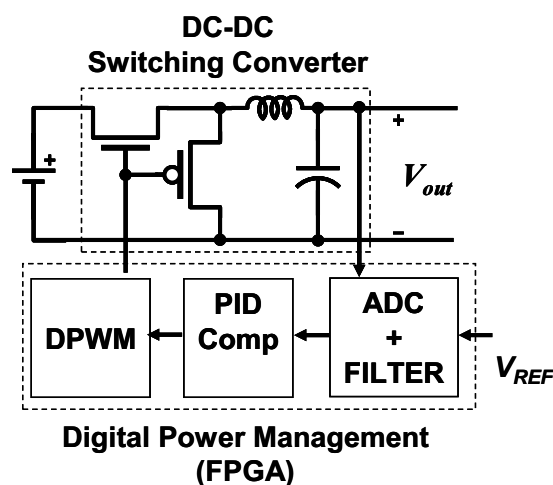 DC-DC
Switching Converter
+
+
V_out
-
DPWM
PID
Comp
ADC
+
FILTER
V_REF
Digital Power Management
(FPGA)